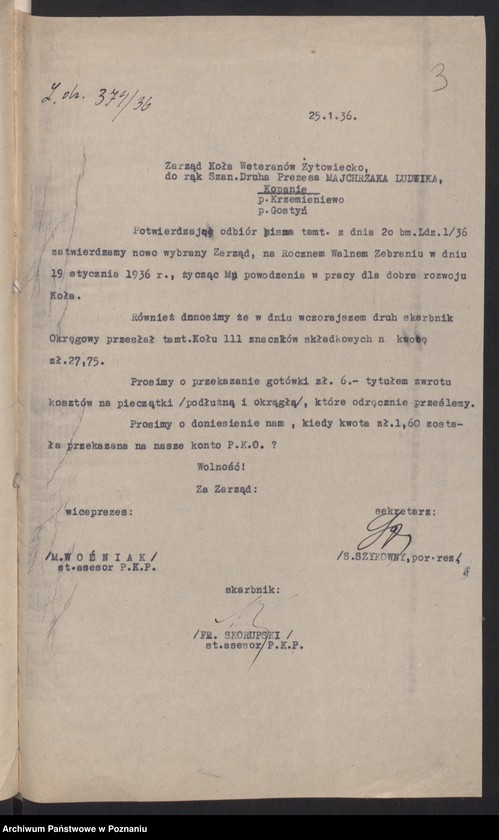 L. dz. 374/36
3
25.1.36.
Zarząd Koła Weteranów Żytowiecko,
do rąk Szan.Druha Prezesa MAJCHRZAKA LUDWIKA,
Kopanie
p.Krzemieniewo
p.Gostyń
Potwierdzając odbiór pisma tamt. z dnia 20 bm.Ldz.1/36
zatwierdzamy nowo wybrany Zarząd, na Rocznem Walnem Zebraniu w dniu
19 stycznia 1936 r., życząc Mu powodzenia w pracy dla dobra rozwoju
Koła.
Również donosimy że w dniu wczorajszem druh skarbnik
Okręgowy przesłał tamt.Kołu 111 znaczków składkowych n kwotę
zł.27,75.
Prosimy o przekazanie gotówki zł. 6.- tytułem zwrotu
kosztów na pieczątki /podłużną i okrągłą/, które odręcznie prześlemy.
Prosimy o doniesienie nam , kiedy kwota zł.1,60 zosta-
ła przekazana na nasze konto P.K.O. ?
Wolność!
Za Zarząd:
wiceprezes: sekretarz:
/M.WOŹNIAK/ /S.SZYKOWNY,por.rez/
st.asesor P.K.P.
skarbnik:
/FR. SKORUPSKI /
st.asesor P.K.P.
Archiwum Państwowe w Poznaniu